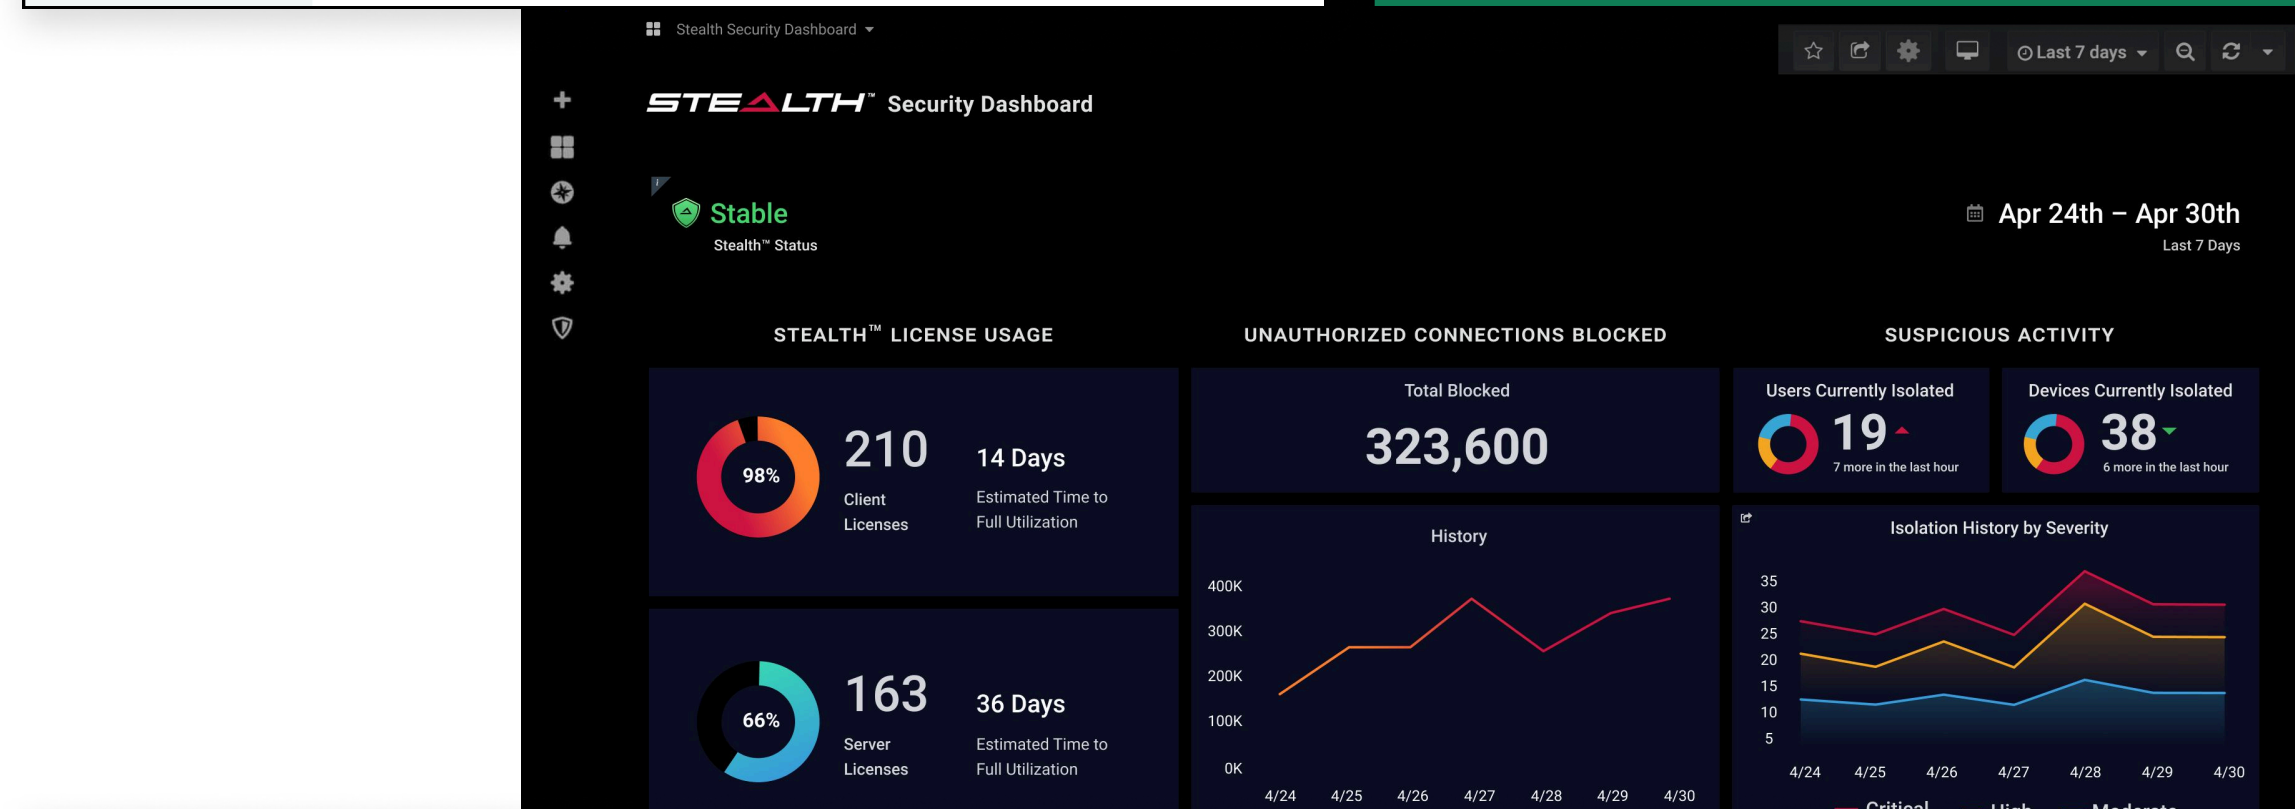 Stealth Security Dashboard
Last 7 days
STEALTH™ Security Dashboard
Stable
Stealth™ Status
Apr 24th – Apr 30th
Last 7 Days
STEALTH™ LICENSE USAGE
98%
210
Client
Licenses
14 Days
Estimated Time to
Full Utilization
66%
163
Server
Licenses
36 Days
Estimated Time to
Full Utilization
UNAUTHORIZED CONNECTIONS BLOCKED
Total Blocked
323,600
History
400K
300K
200K
100K
0K
4/24 4/25 4/26 4/27 4/28 4/29 4/30
SUSPICIOUS ACTIVITY
Users Currently Isolated
19
7 more in the last hour
Devices Currently Isolated
38
6 more in the last hour
Isolation History by Severity
35
30
25
20
15
10
5
4/24 4/25 4/26 4/27 4/28 4/29 4/30
Critical High Moderate